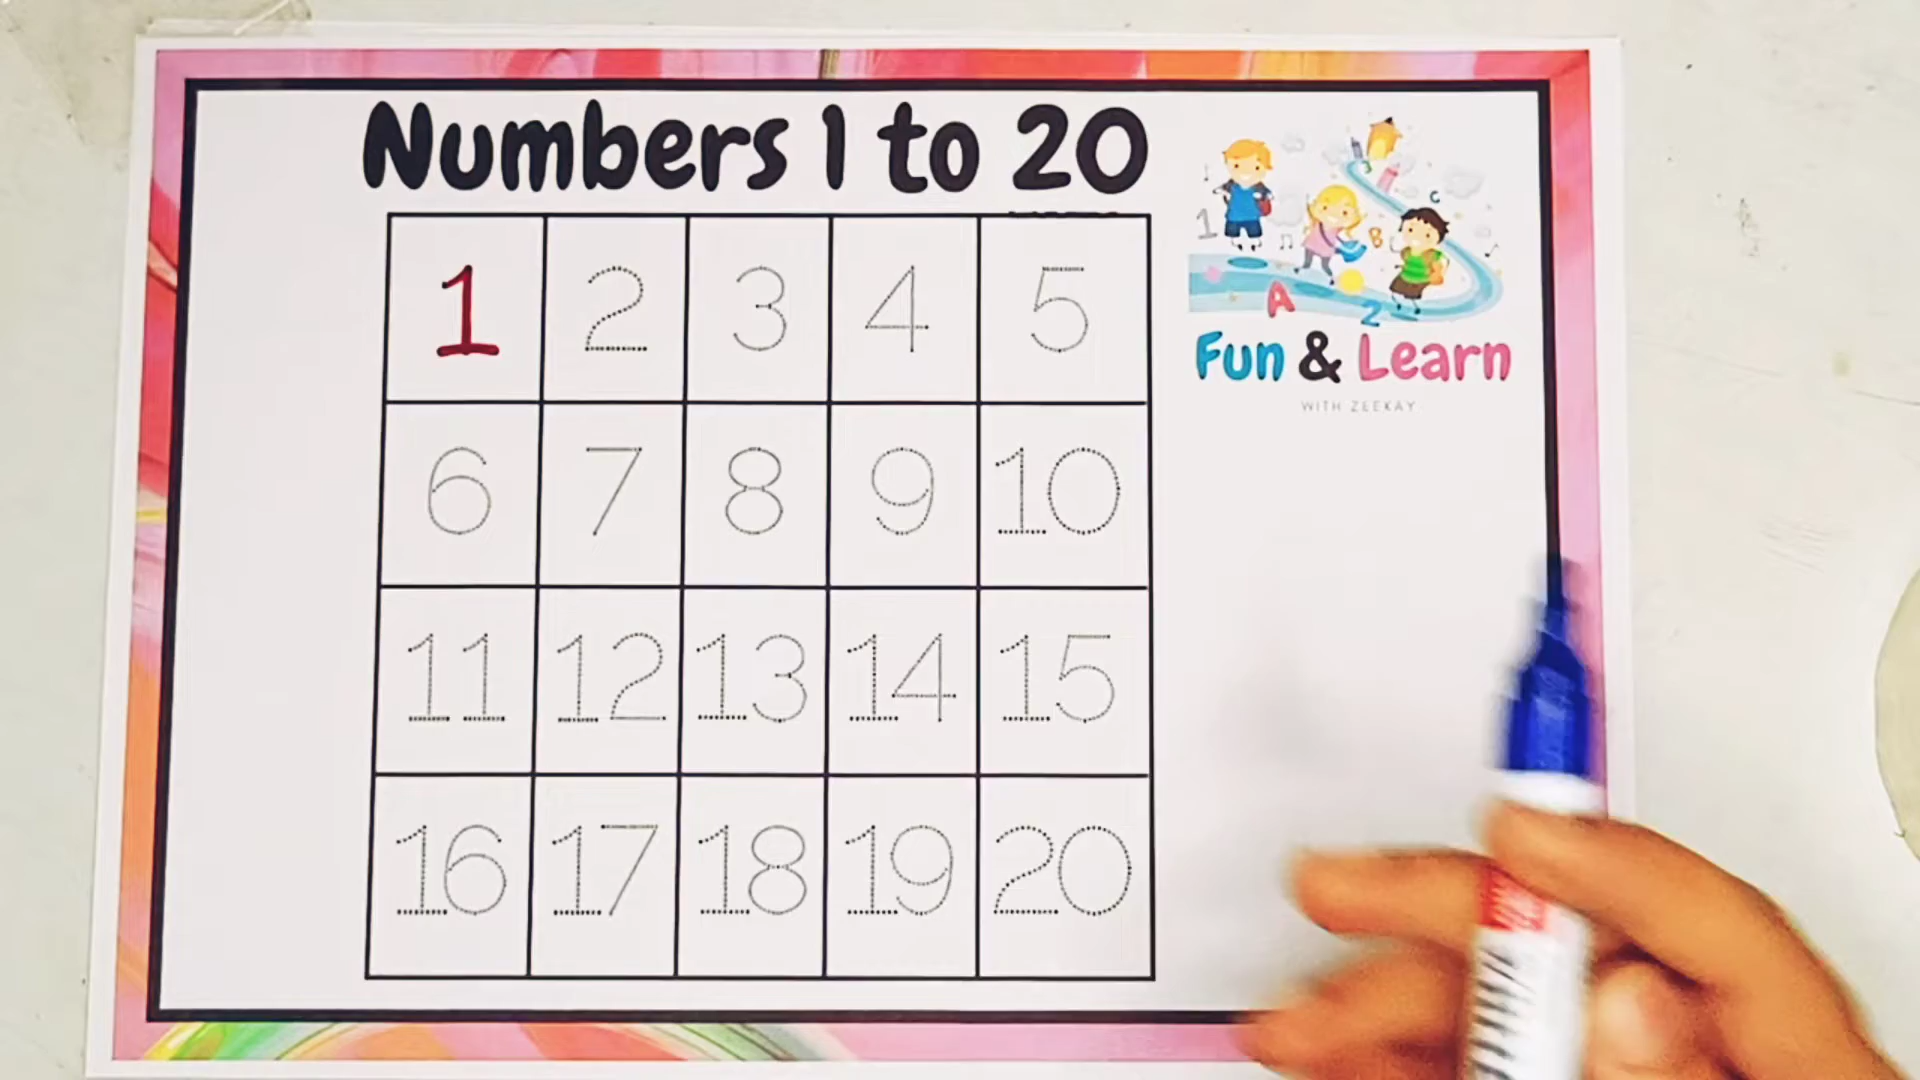 Numbers 1 to 20
1 2 3 4 5
6 7 8 9 10
11 12 13 14 15
16 17 18 19 20
1
B
C
A
Z
Fun & Learn
WITH ZEEKAY